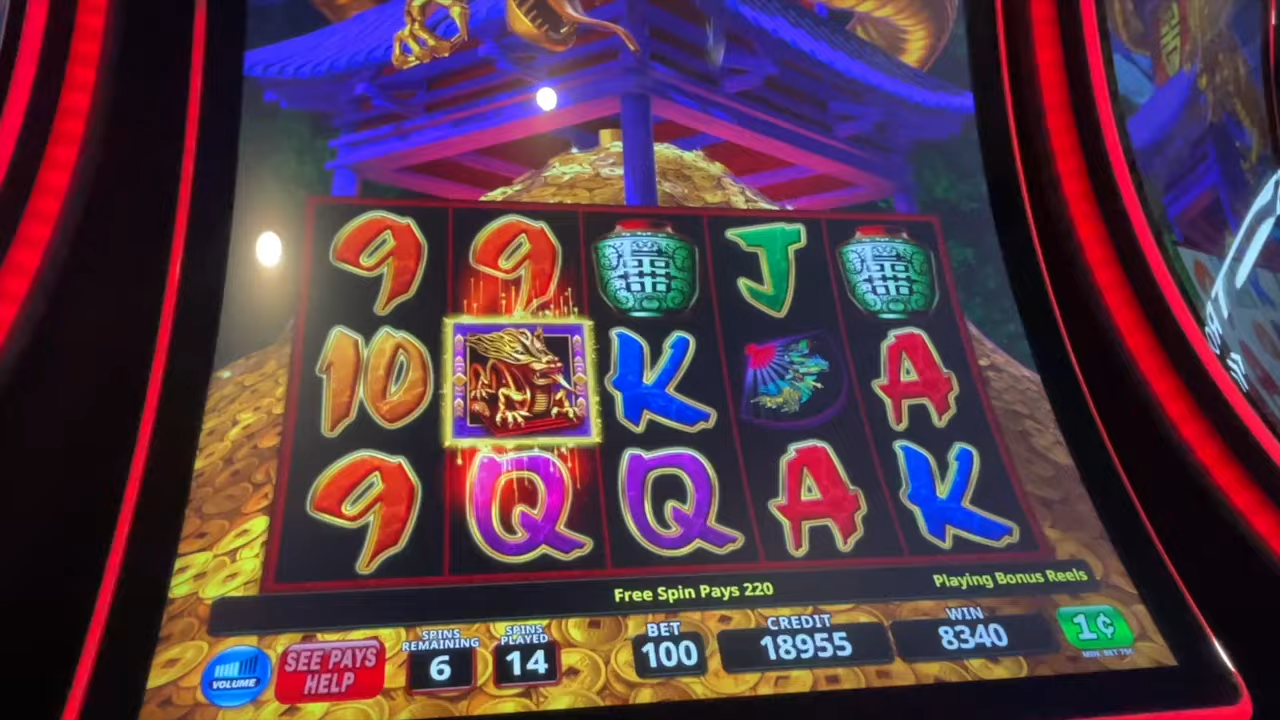 9 9 J
10 K A
9 Q Q A K
Free Spin Pays 220
Playing Bonus Reels
VOLUME
SEE PAYS
HELP
SPINS
REMAINING
6
SPINS
PLAYED
14
BET
100
CREDIT
18955
WIN
8340
1¢